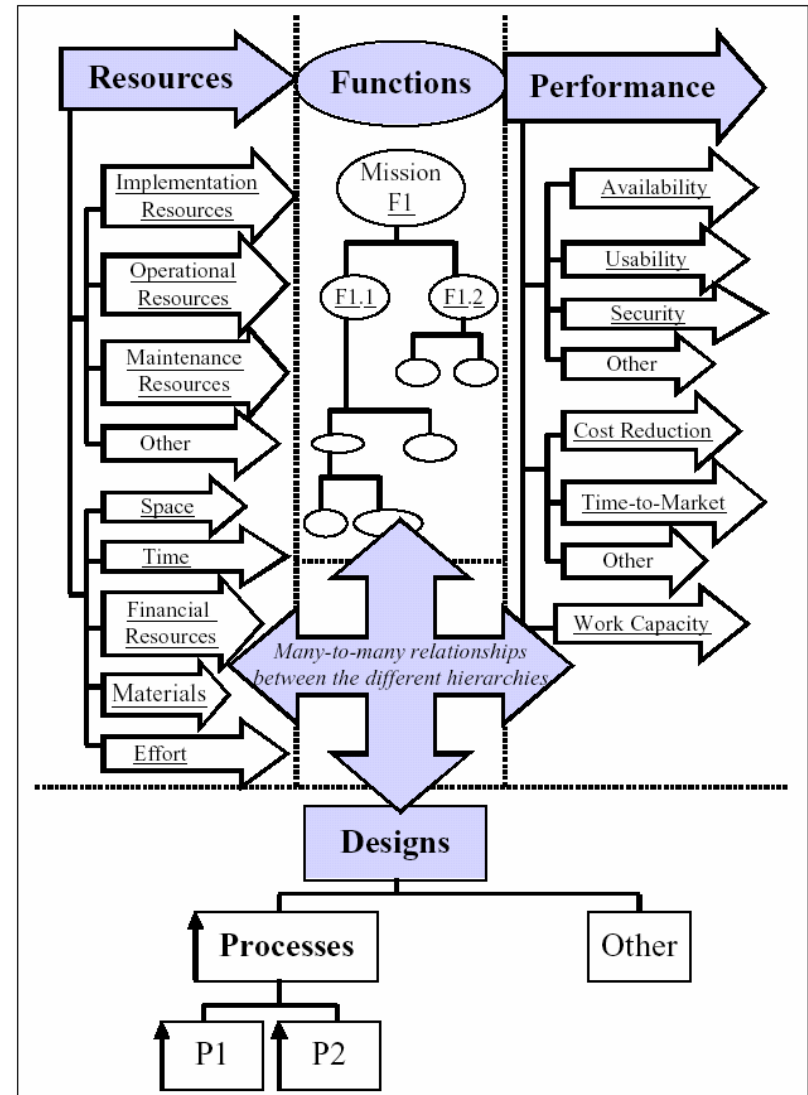 Resources
Functions
Performance
Implementation
Resources
Operational
Resources
Maintenance
Resources
Other
Space
Time
Financial
Resources
Materials
Effort
Mission
F1
F1.1
F1.2
Availability
Usability
Security
Other
Cost Reduction
Time-to-Market
Other
Work Capacity
Many-to-many relationships
between the different hierarchies
Designs
Processes
Other
P1
P2